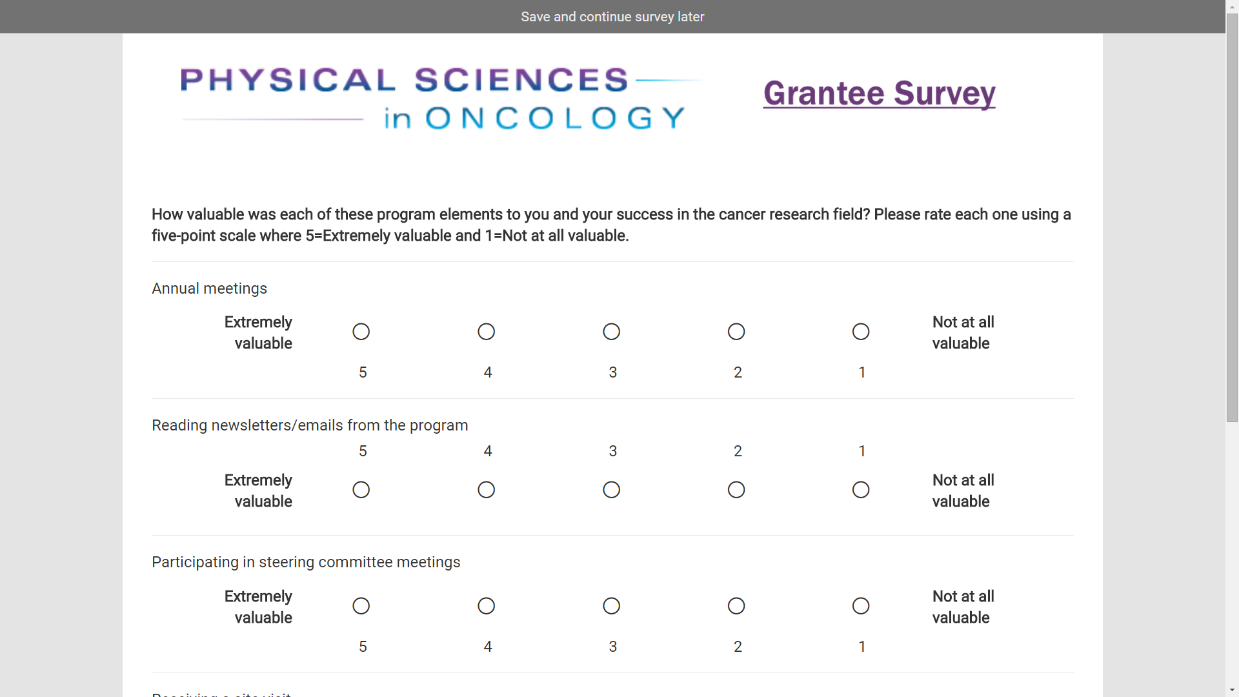 Save and continue survey later
PHYSICAL SCIENCES
in ONCOLOGY
Grantee Survey
How valuable was each of these program elements to you and your success in the cancer research field? Please rate each one using a
five-point scale where 5=Extremely valuable and 1=Not at all valuable.
Annual meetings
Extremely
valuable
Not at all
valuable
5 4 3 2 1
Reading newsletters/emails from the program
5 4 3 2 1
Extremely
valuable
Not at all
valuable
Participating in steering committee meetings
Extremely
valuable
Not at all
valuable
5 4 3 2 1
Receiving a site visit